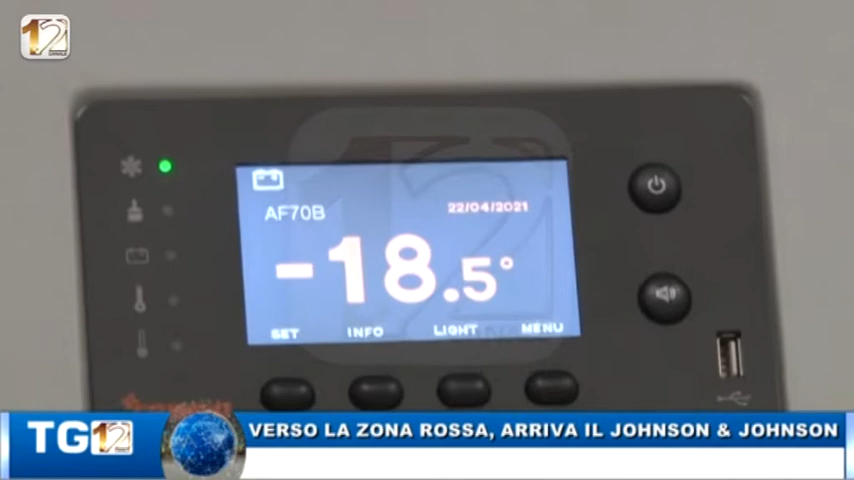 12
AF70B
22/04/2021
-18.5°
SET INFO LIGHT MENU
TG12
VERSO LA ZONA ROSSA, ARRIVA IL JOHNSON & JOHNSON